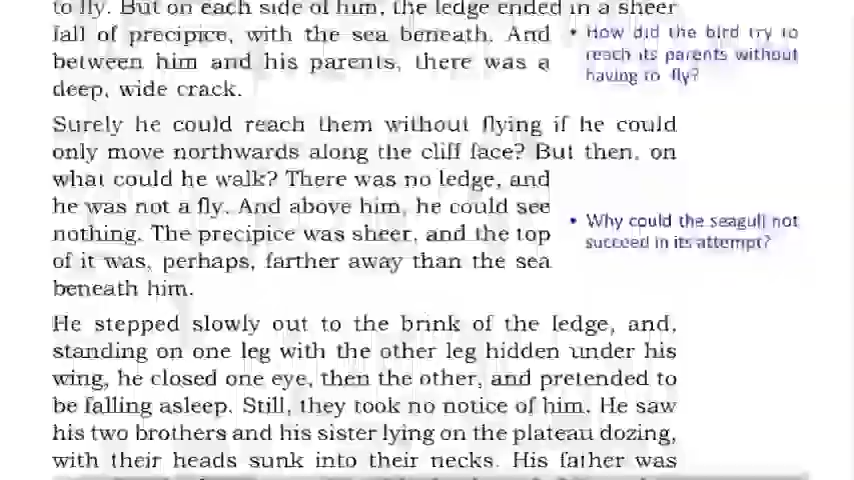 to fly. But on each side of him, the ledge ended in a sheer
fall of precipice, with the sea beneath. And
between him and his parents, there was a
deep, wide crack.
• How did the bird try to
reach its parents without
having to fly?
Surely he could reach them without flying if he could
only move northwards along the cliff face? But then, on
what could he walk? There was no ledge, and
he was not a fly. And above him, he could see
nothing. The precipice was sheer, and the top
of it was, perhaps, farther away than the sea
beneath him.
• Why could the seagull not
succeed in its attempt?
He stepped slowly out to the brink of the ledge, and,
standing on one leg with the other leg hidden under his
wing, he closed one eye, then the other, and pretended to
be falling asleep. Still, they took no notice of him. He saw
his two brothers and his sister lying on the plateau dozing,
with their heads sunk into their necks. His father was